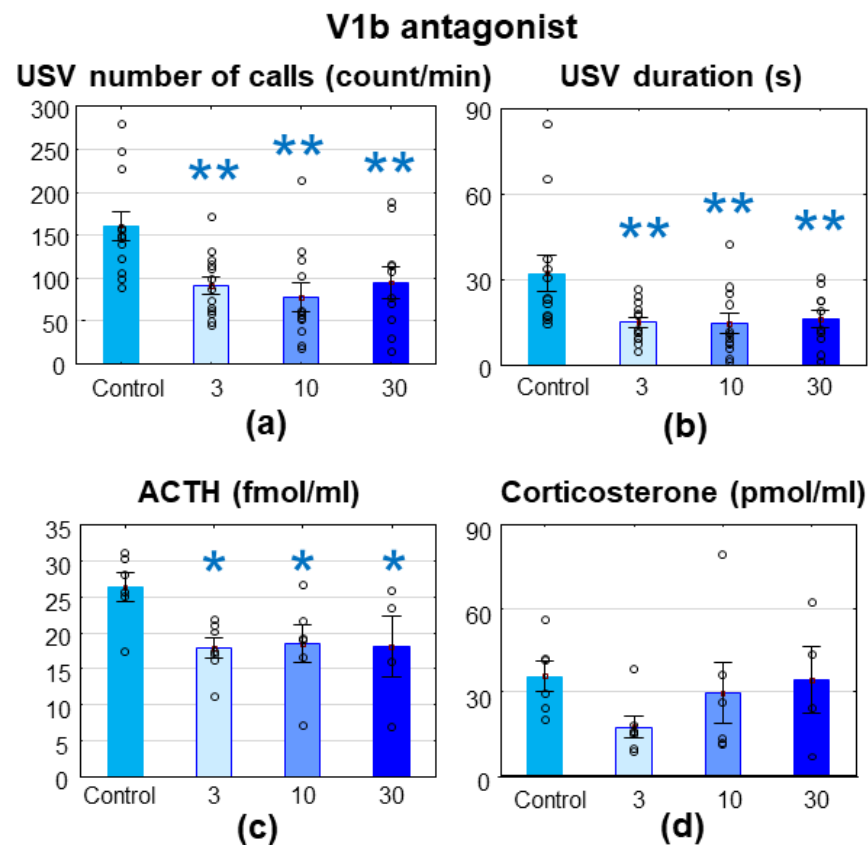 V1b antagonist
USV number of calls (count/min)
USV duration (s)
300
250
200
150
100
50
0
** ** **
Control 3 10 30
(a)
90
60
30
0
** ** **
Control 3 10 30
(b)
ACTH (fmol/ml)
Corticosterone (pmol/ml)
35
30
25
20
15
10
5
0
* * *
Control 3 10 30
(c)
90
60
30
0
Control 3 10 30
(d)